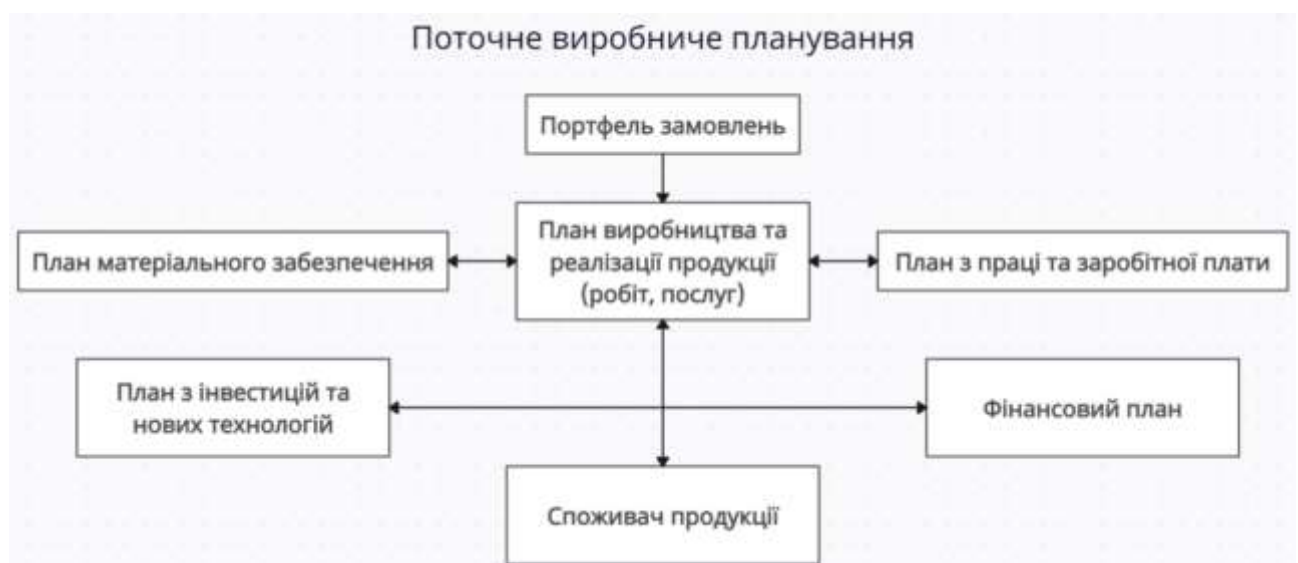 Поточне виробниче планування
Портфель замовлень
План виробництва та
реалізації продукції
(робіт, послуг)
План матеріального забезпечення
План з праці та заробітної плати
План з інвестицій та
нових технологій
Фінансовий план
Споживач продукції